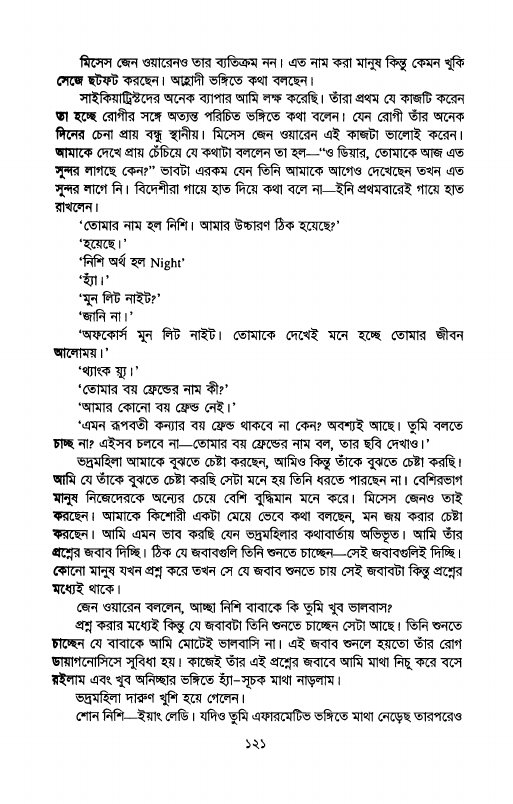 মিসেস জেন ওয়ারেনও তার ব্যতিক্রম নন। এত নাম করা মানুষ কিন্তু কেমন খুকি
সেজে ছটফট করছেন। আহ্লাদী ভঙ্গিতে কথা বলছেন।
সাইকিয়াট্রিস্টদের অনেক ব্যাপার আমি লক্ষ করেছি। তাঁরা প্রথম যে কাজটি করেন
তা হচ্ছে রোগীর সঙ্গে অত্যন্ত পরিচিত ভঙ্গিতে কথা বলেন। যেন রোগী তাঁর অনেক
দিনের চেনা প্রায় বন্ধু স্থানীয়। মিসেস জেন ওয়ারেন এই কাজটা ভালোই করেন।
আমাকে দেখে প্রায় চেঁচিয়ে যে কথাটা বললেন তা হল—“ও ডিয়ার, তোমাকে আজ এত
সুন্দর লাগছে কেন?” ভাবটা এরকম যেন তিনি আমাকে আগেও দেখেছেন তখন এত
সুন্দর লাগে নি। বিদেশীরা গায়ে হাত দিয়ে কথা বলে না—ইনি প্রথমবারেই গায়ে হাত
রাখলেন।
‘তোমার নাম হল নিশি। আমার উচ্চারণ ঠিক হয়েছে?’
‘হয়েছে।’
‘নিশি অর্থ হল Night’
‘হ্যাঁ।’
‘মুন লিট নাইট?’
‘জানি না।’
‘অফকোর্স মুন লিট নাইট। তোমাকে দেখেই মনে হচ্ছে তোমার জীবন
আলোময়।’
‘থ্যাংক য়্যু।’
‘তোমার বয় ফ্রেন্ডের নাম কী?’
‘আমার কোনো বয় ফ্রেন্ড নেই।’
‘এমন রূপবতী কন্যার বয় ফ্রেন্ড থাকবে না কেন? অবশ্যই আছে। তুমি বলতে
চাচ্ছ না? এইসব চলবে না—তোমার বয় ফ্রেন্ডের নাম বল, তার ছবি দেখাও।’
ভদ্রমহিলা আমাকে বুঝতে চেষ্টা করছেন, আমিও কিন্তু তাঁকে বুঝতে চেষ্টা করছি।
আমি যে তাঁকে বুঝতে চেষ্টা করছি সেটা মনে হয় তিনি ধরতে পারছেন না। বেশিরভাগ
মানুষ নিজেদেরকে অন্যের চেয়ে বেশি বুদ্ধিমান মনে করে। মিসেস জেনও তাই
করছেন। আমাকে কিশোরী একটা মেয়ে ভেবে কথা বলছেন, মন জয় করার চেষ্টা
করছেন। আমি এমন ভাব করছি যেন ভদ্রমহিলার কথাবার্তায় অভিভূত। আমি তাঁর
প্রশ্নের জবাব দিচ্ছি। ঠিক যে জবাবগুলি তিনি শুনতে চাচ্ছেন—সেই জবাবগুলিই দিচ্ছি।
কোনো মানুষ যখন প্রশ্ন করে তখন সে যে জবাব শুনতে চায় সেই জবাবটা কিন্তু প্রশ্নের
মধ্যেই থাকে।
জেন ওয়ারেন বললেন, আচ্ছা নিশি বাবাকে কি তুমি খুব ভালবাস?
প্রশ্ন করার মধ্যেই কিন্তু যে জবাবটা তিনি শুনতে চাচ্ছেন সেটা আছে। তিনি শুনতে
চাচ্ছেন যে বাবাকে আমি মোটেই ভালবাসি না। এই জবাব শুনলে হয়তো তাঁর রোগ
ডায়াগনোসিসে সুবিধা হয়। কাজেই তাঁর এই প্রশ্নের জবাবে আমি মাথা নিচু করে বসে
রইলাম এবং খুব অনিচ্ছার ভঙ্গিতে হ্যাঁ-সূচক মাথা নাড়লাম।
ভদ্রমহিলা দারুণ খুশি হয়ে গেলেন।
শোন নিশি—ইয়াং লেডি। যদিও তুমি এফারমেটিভ ভঙ্গিতে মাথা নেড়েছ তারপরেও
১২১